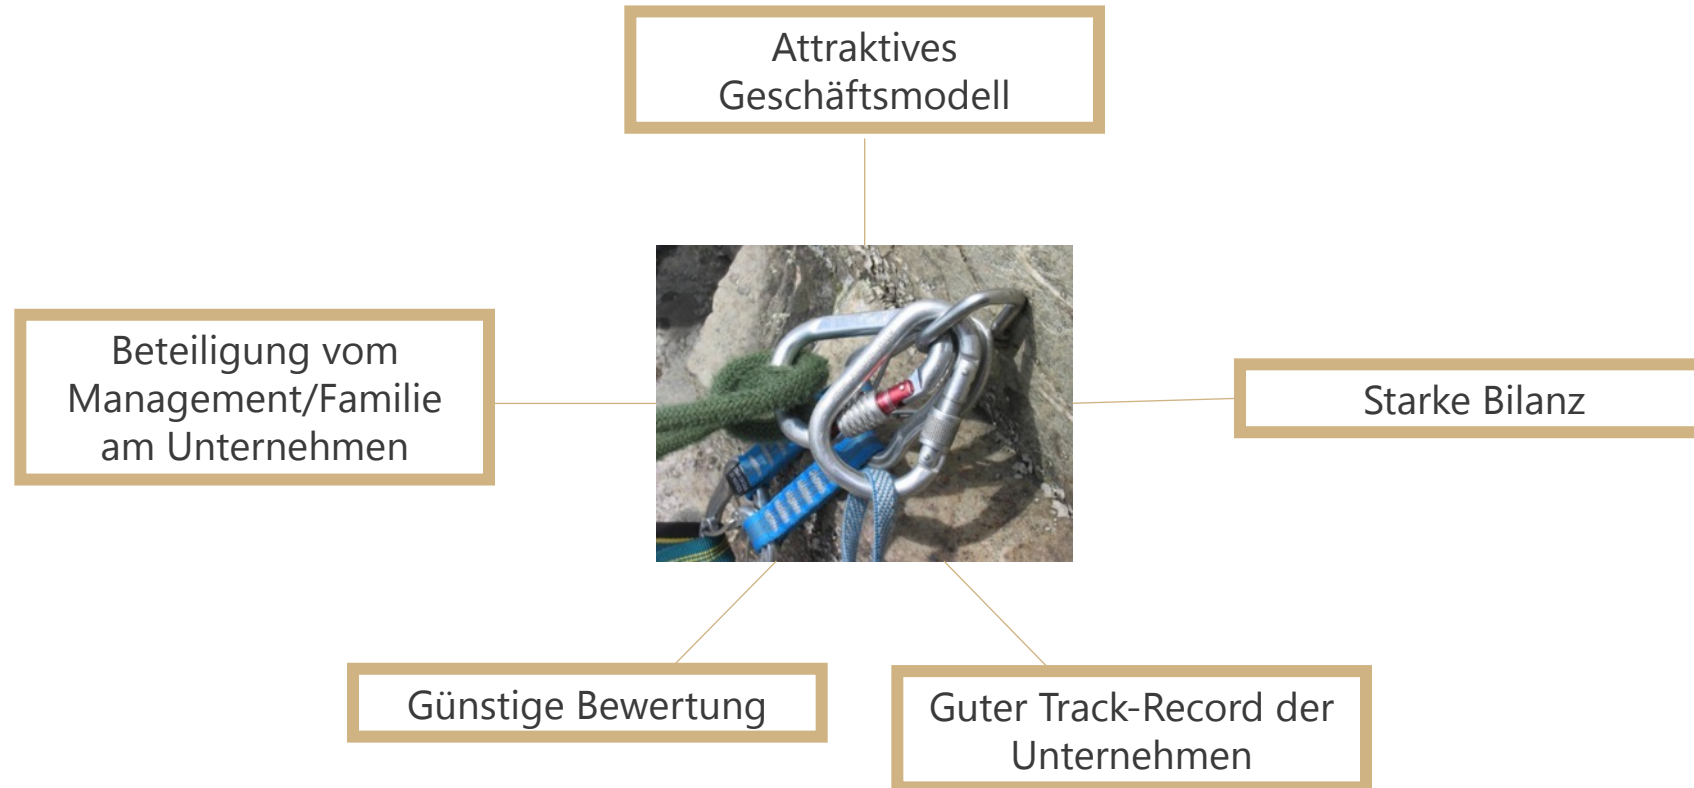 Attraktives
Geschäftsmodell
Beteiligung vom
Management/Familie
am Unternehmen
Starke Bilanz
Günstige Bewertung
Guter Track-Record der
Unternehmen